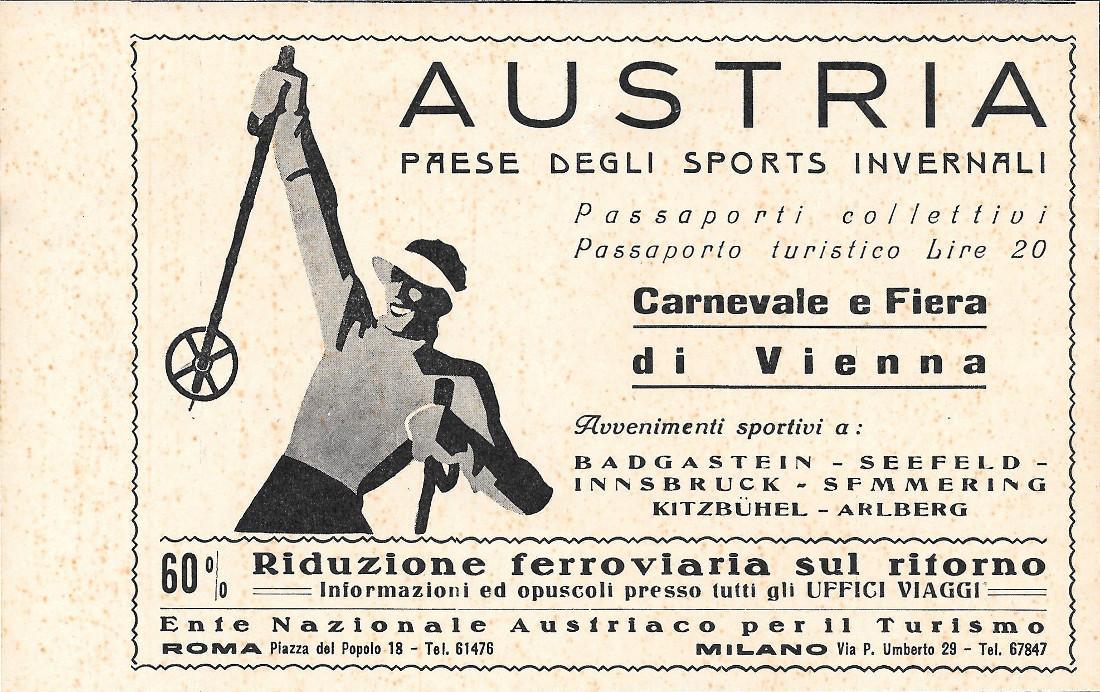 AUSTRIA
PAESE DEGLI SPORTS INVERNALI
Passaporti collettivi
Passaporto turistico Lire 20
Carnevale e Fiera
di Vienna
Avvenimenti sportivi a:
BADGASTEIN - SEEFELD -
INNSBRUCK - SEMMERING
KITZBÜHEL - ARLBERG
60% Riduzione ferroviaria sul ritorno
Informazioni ed opuscoli presso tutti gli UFFICI VIAGGI
Ente Nazionale Austriaco per il Turismo
ROMA Piazza del Popolo 18 - Tel. 61476
MILANO Via P. Umberto 29 - Tel. 67847